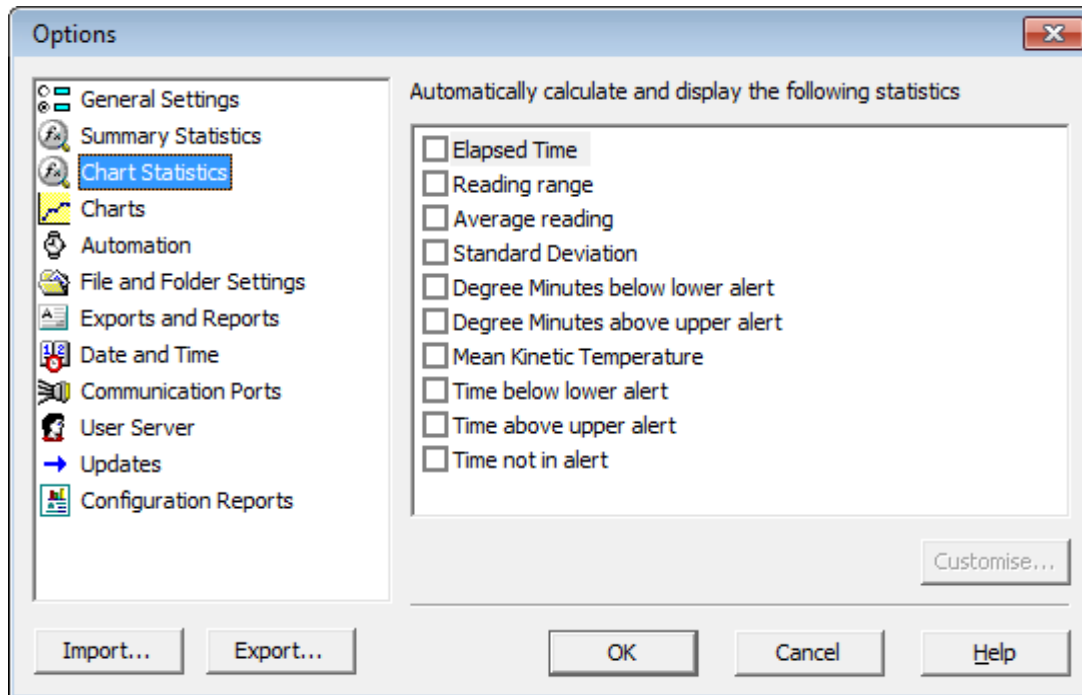 Options
General Settings
Summary Statistics
Chart Statistics
Charts
Automation
File and Folder Settings
Exports and Reports
Date and Time
Communication Ports
User Server
Updates
Configuration Reports
Automatically calculate and display the following statistics
Elapsed Time
Reading range
Average reading
Standard Deviation
Degree Minutes below lower alert
Degree Minutes above upper alert
Mean Kinetic Temperature
Time below lower alert
Time above upper alert
Time not in alert
Customise...
Import... Export... OK Cancel Help